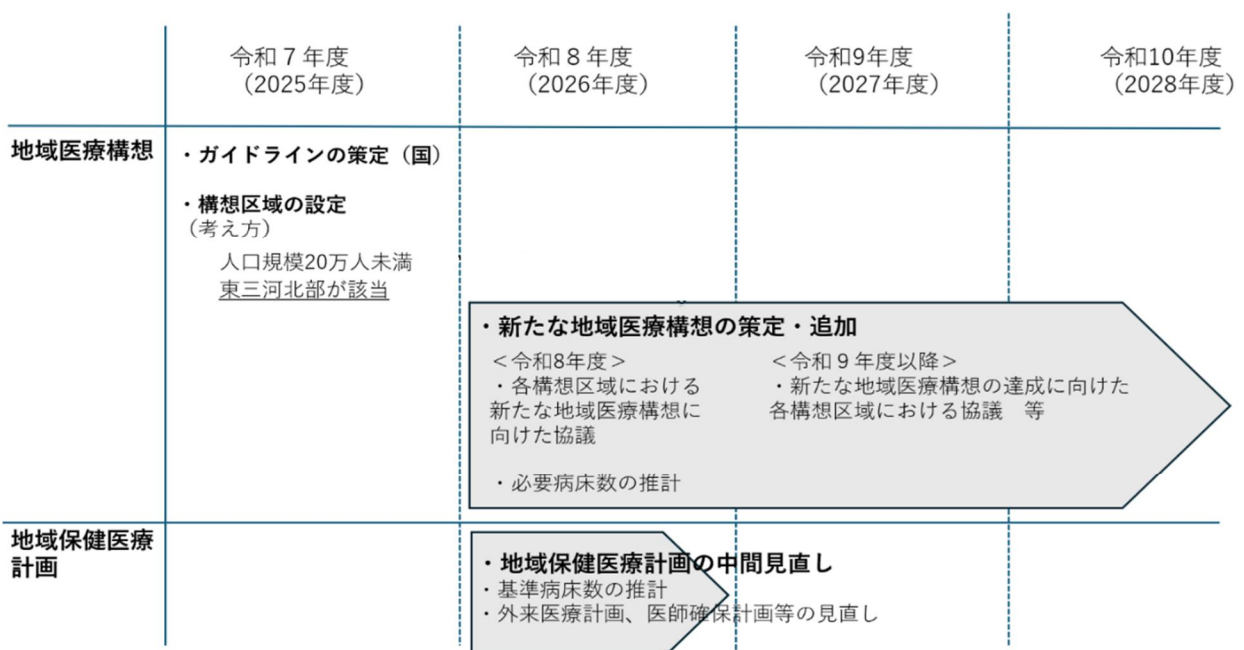 令和７年度
（2025年度）
令和８年度
（2026年度）
令和9年度
（2027年度）
令和10年度
（2028年度）
地域医療構想
・ガイドラインの策定（国）
・構想区域の設定
（考え方）
人口規模20万人未満
東三河北部が該当
・新たな地域医療構想の策定・追加
＜令和8年度＞
・各構想区域における
新たな地域医療構想に
向けた協議
・必要病床数の推計
＜令和９年度以降＞
・新たな地域医療構想の達成に向けた
各構想区域における協議　等
地域保健医療
計画
・地域保健医療計画の中間見直し
・基準病床数の推計
・外来医療計画、医師確保計画等の見直し